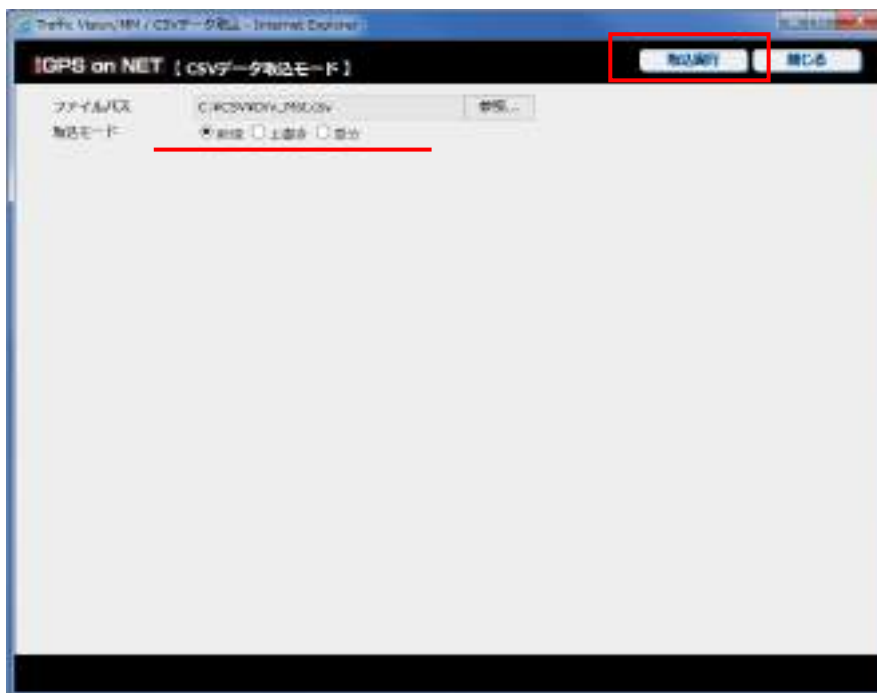 Traffic Vision/MM / CSVデータ取込 - Internet Explorer
GPS on NET 【 CSVデータ取込モード 】 取込実行 閉じる
ファイルパス 参照...
取込モード 新規 上書き 差分